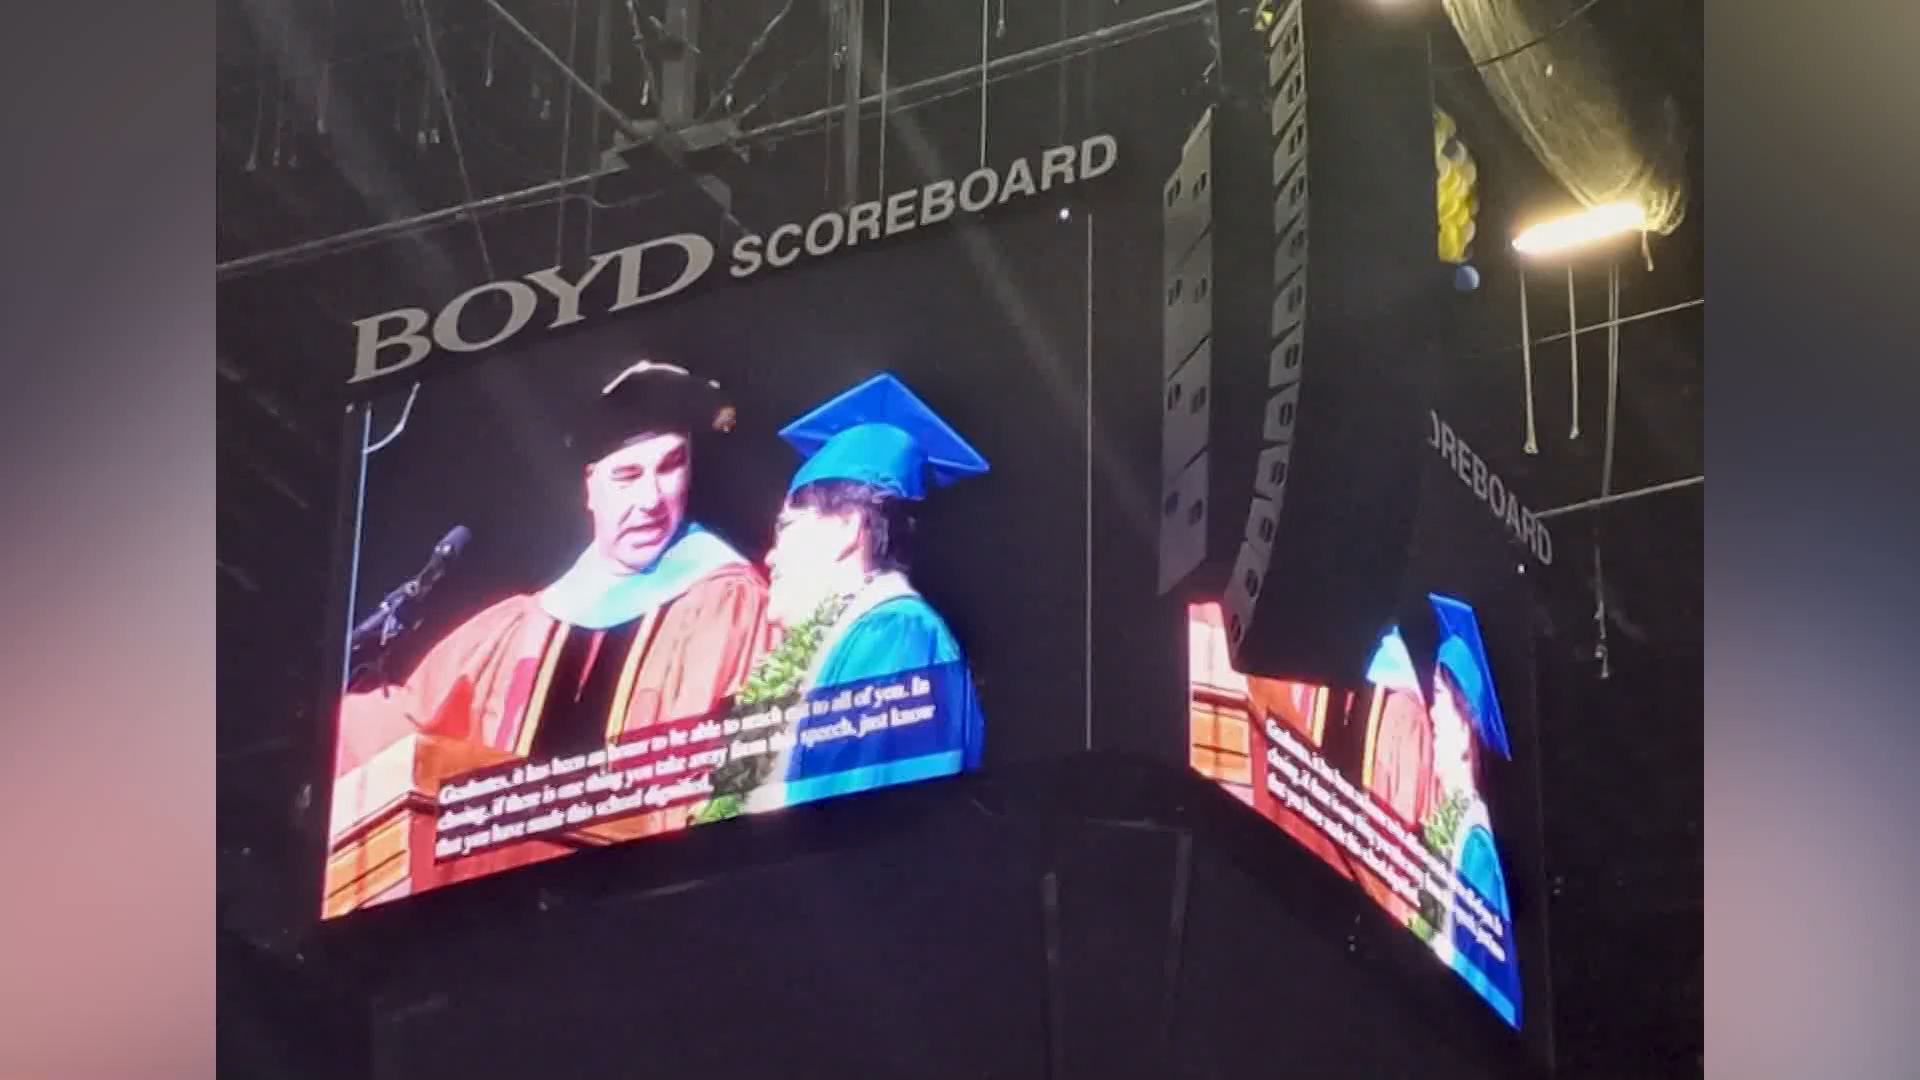 BOYD SCOREBOARD
Graduates, it has been an honor to be able to reach out to all of you. In
closing, if there is one thing you take away from this speech, just know
that you have made this school dignified,
OREBOARD